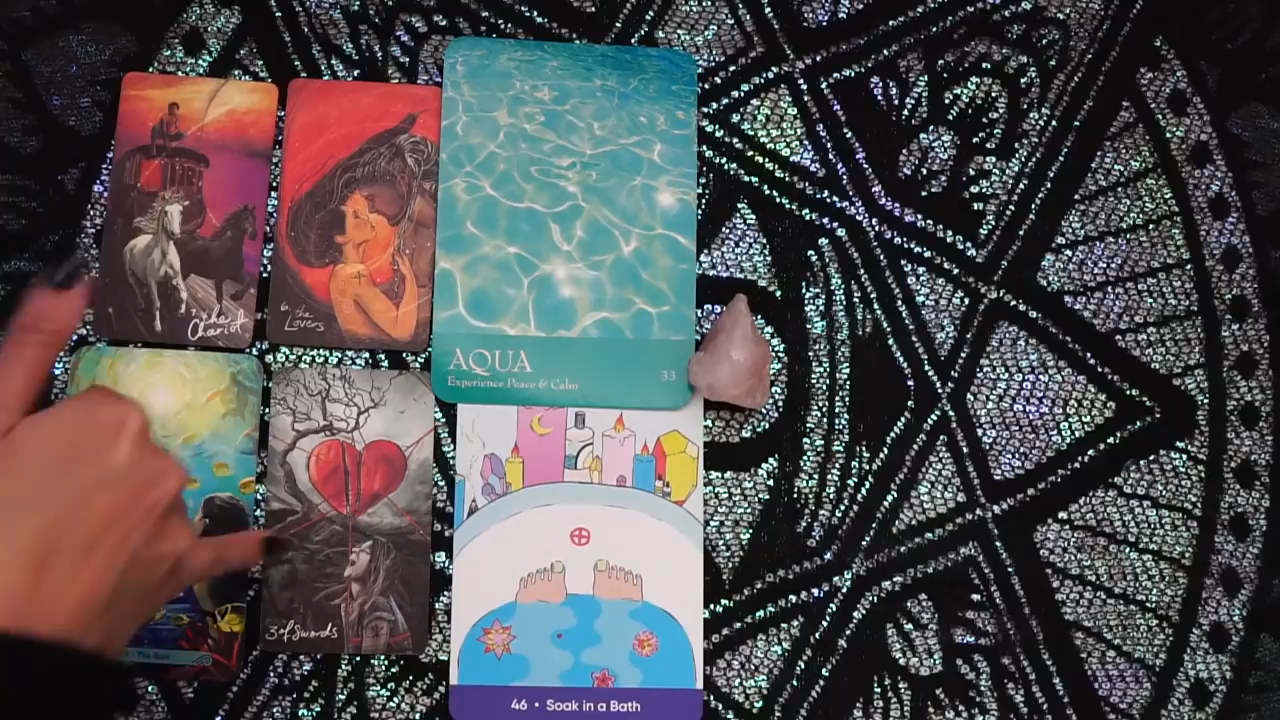 7. the
Chariot
6. the
Lovers
AQUA
Experience Peace & Calm
33
The Sun
3 of Swords
46 • Soak in a Bath